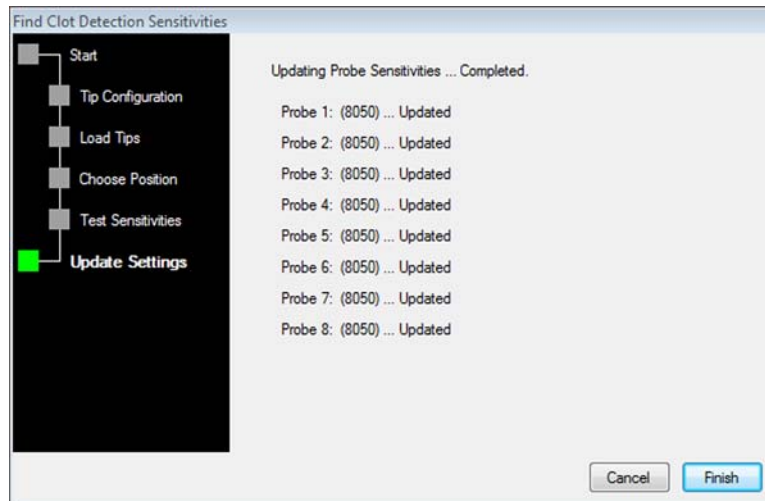 Find Clot Detection Sensitivities
Start
Tip Configuration
Load Tips
Choose Position
Test Sensitivities
Update Settings
Updating Probe Sensitivities ... Completed.
Probe 1: (8050) ... Updated
Probe 2: (8050) ... Updated
Probe 3: (8050) ... Updated
Probe 4: (8050) ... Updated
Probe 5: (8050) ... Updated
Probe 6: (8050) ... Updated
Probe 7: (8050) ... Updated
Probe 8: (8050) ... Updated
Cancel
Finish